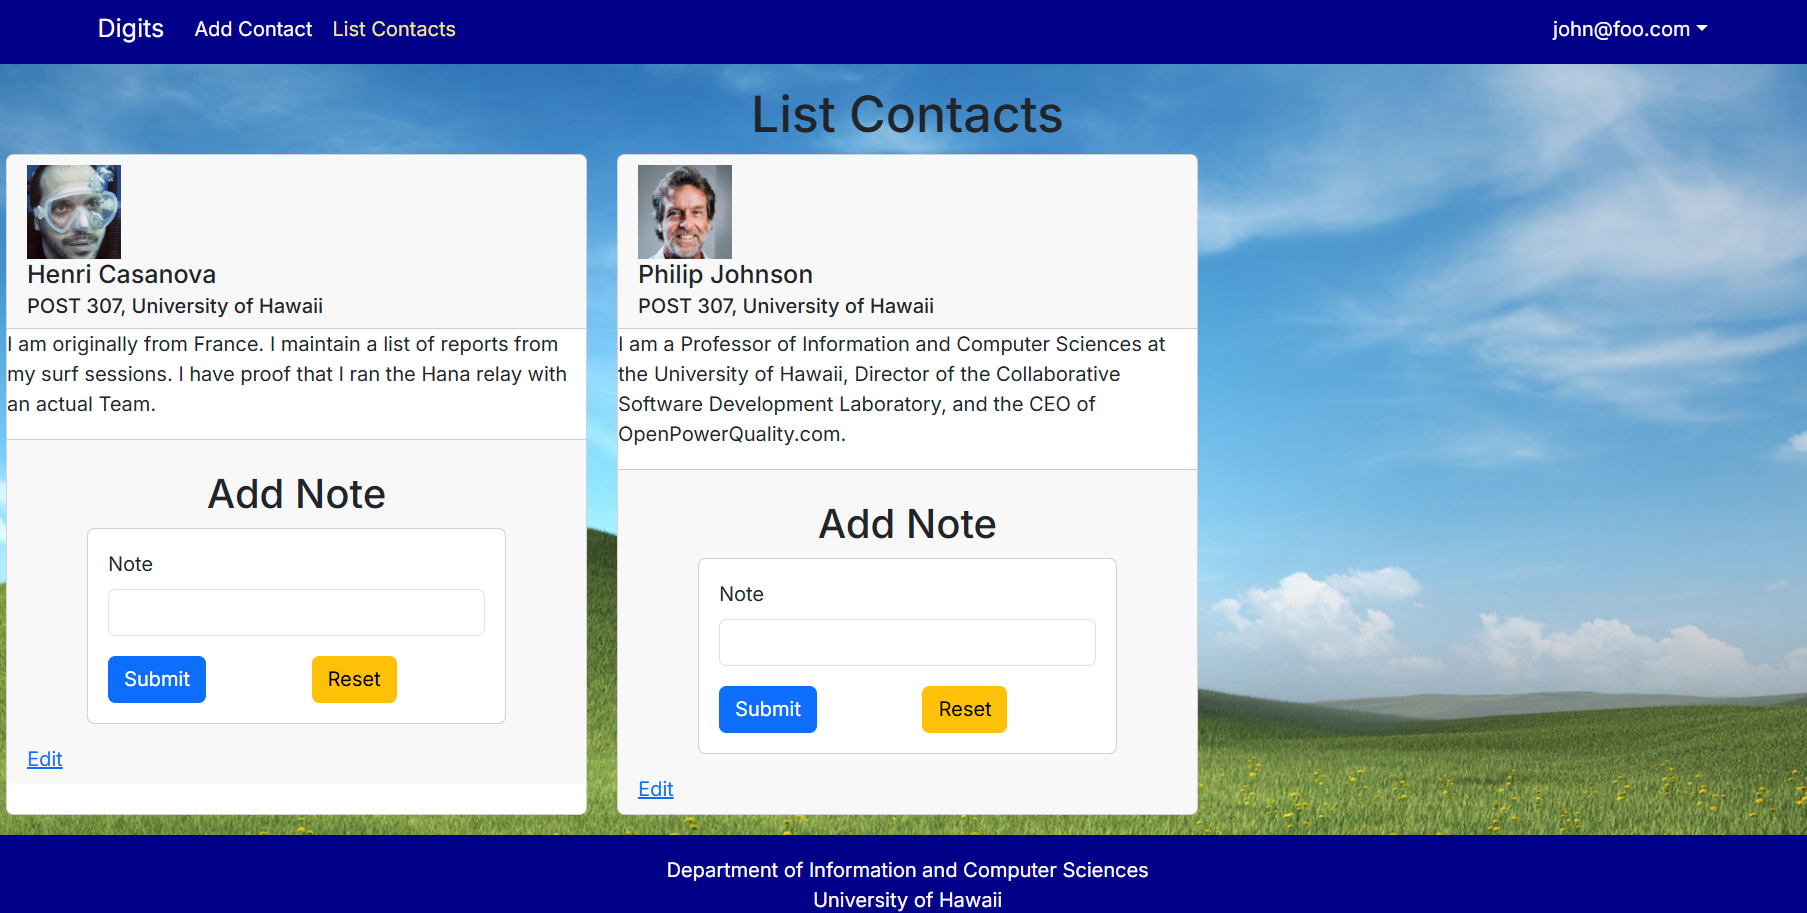 Digits Add Contact List Contacts john@foo.com
List Contacts
Henri Casanova
POST 307, University of Hawaii
I am originally from France. I maintain a list of reports from
my surf sessions. I have proof that I ran the Hana relay with
an actual Team.
Add Note
Note
Submit Reset
Edit
Philip Johnson
POST 307, University of Hawaii
I am a Professor of Information and Computer Sciences at
the University of Hawaii, Director of the Collaborative
Software Development Laboratory, and the CEO of
OpenPowerQuality.com.
Add Note
Note
Submit Reset
Edit
Department of Information and Computer Sciences
University of Hawaii